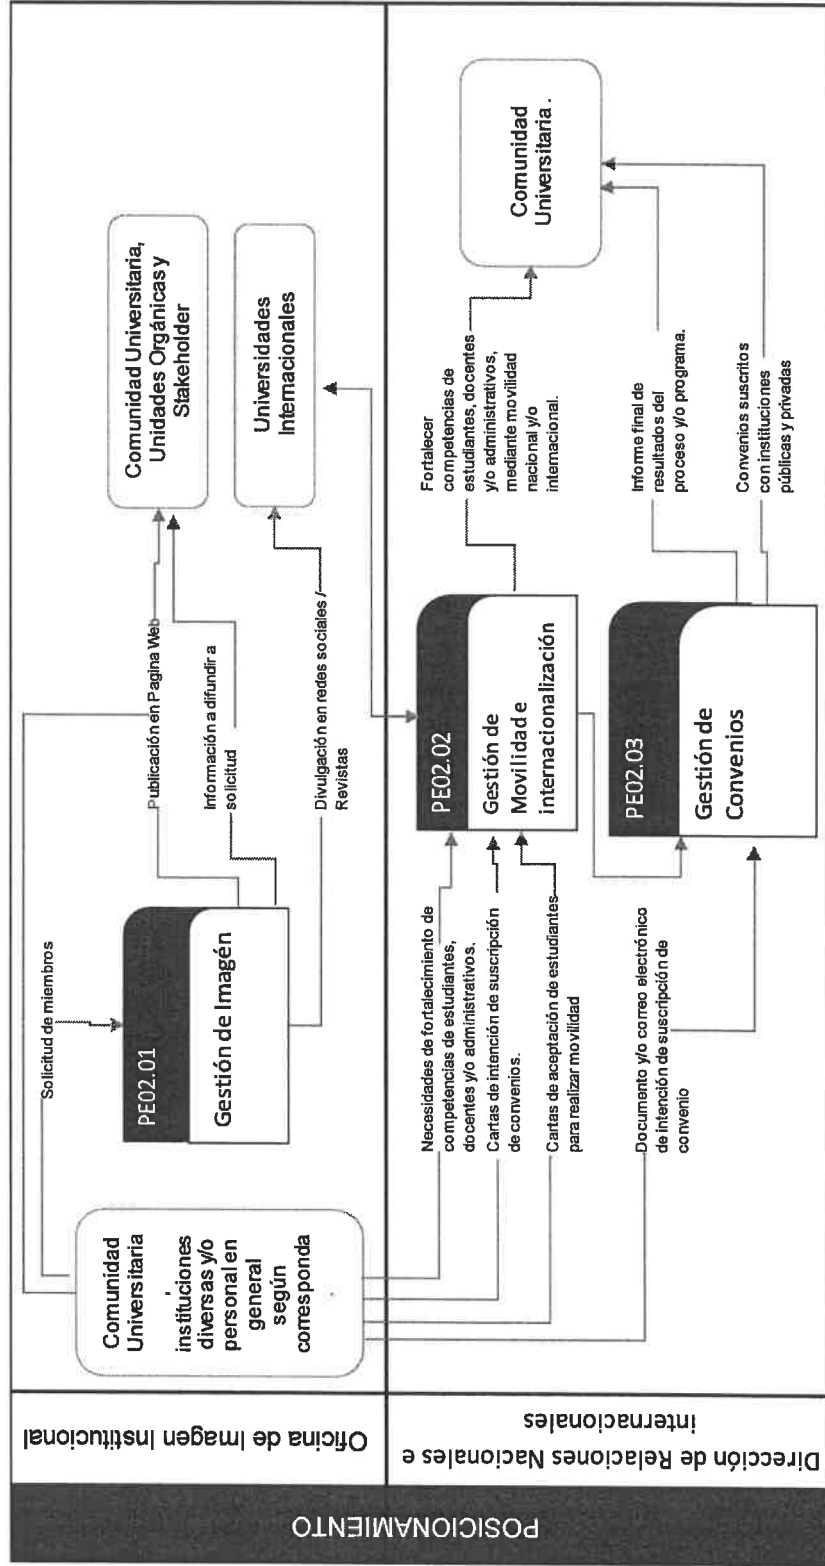 POSICIONAMIENTO
Oficina de Imagen Institucional
Dirección de Relaciones Nacionales e
internacionales
Comunidad
Universitaria
,
instituciones
diversas y/o
personal en
general
según
corresponda
.
Solicitud de miembros
PE02.01
Gestión de Imagén
Publicación en Pagina Web
Información a difundir a
solicitud
Divulgación en redes sociales /
Revistas
Comunidad Universitaria,
Unidades Orgánicas y
Stakeholder
Universidades
Internacionales
Necesidades de fortalecimiento de
competencias de estudiantes,
docentes y/o administrativos.
Cartas de intención de suscripción
de convenios.
Cartas de aceptación de estudiantes
para realizar movilidad
Documento y/o correo electrónico
de intención de suscripción de
convenio
PE02.02
Gestión de
Movilidad e
internacionalización
PE02.03
Gestión de
Convenios
Fortalecer
competencias de
estudiantes, docentes
y/o administrativos,
mediante movilidad
nacional y/o
internacional.
Informe final de
resultados del
proceso y/o programa.
Convenios suscritos
con instituciones
públicas y privadas
Comunidad
Universitaria .